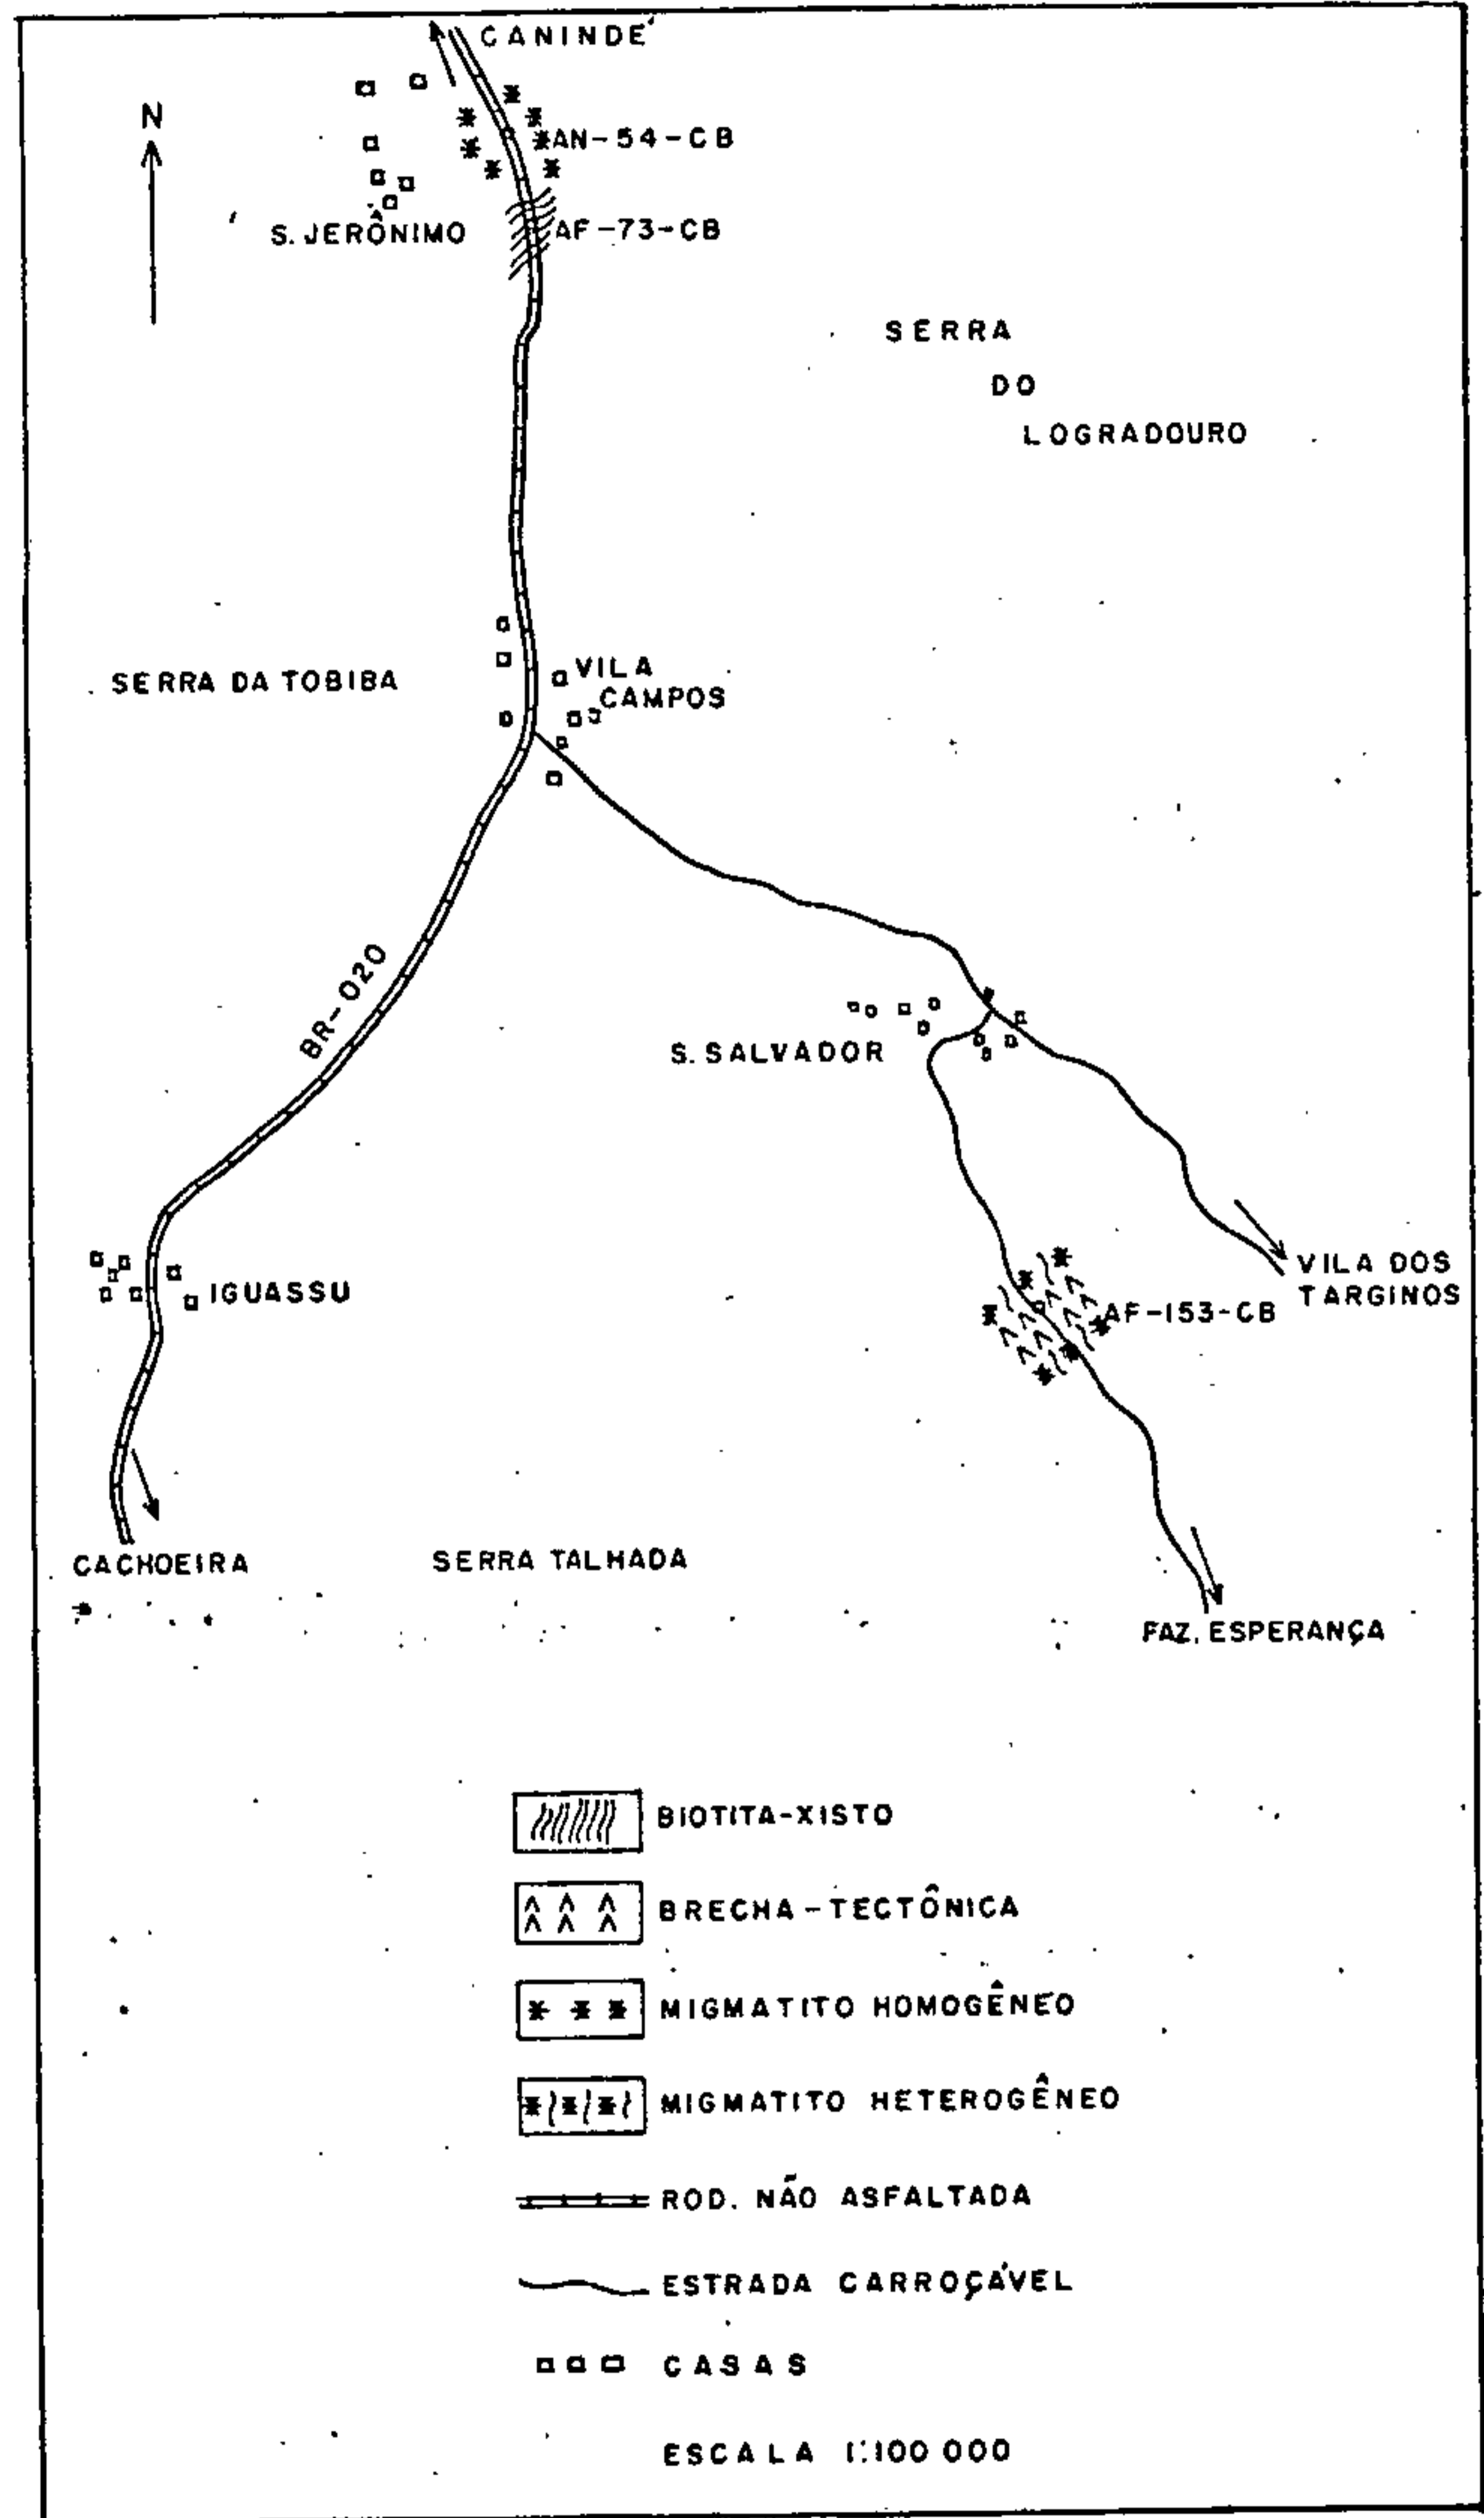 CANINDÉ
N
AN-54-CB
S. JERÔNIMO
AF-73-CB
SERRA
DO
LOGRADOURO
SERRA DA TOBIBA
VILA
CAMPOS
BR-020
S. SALVADOR
VILA DOS
TARGINOS
IGUASSU
AF-153-CB
CACHOEIRA
SERRA TALHADA
FAZ. ESPERANÇA
BIOTITA-XISTO
BRECHA-TECTÔNICA
MIGMATITO HOMOGÊNEO
MIGMATITO HETEROGÊNEO
ROD. NÃO ASFALTADA
ESTRADA CARROÇÁVEL
CASAS
ESCALA 1:100 000